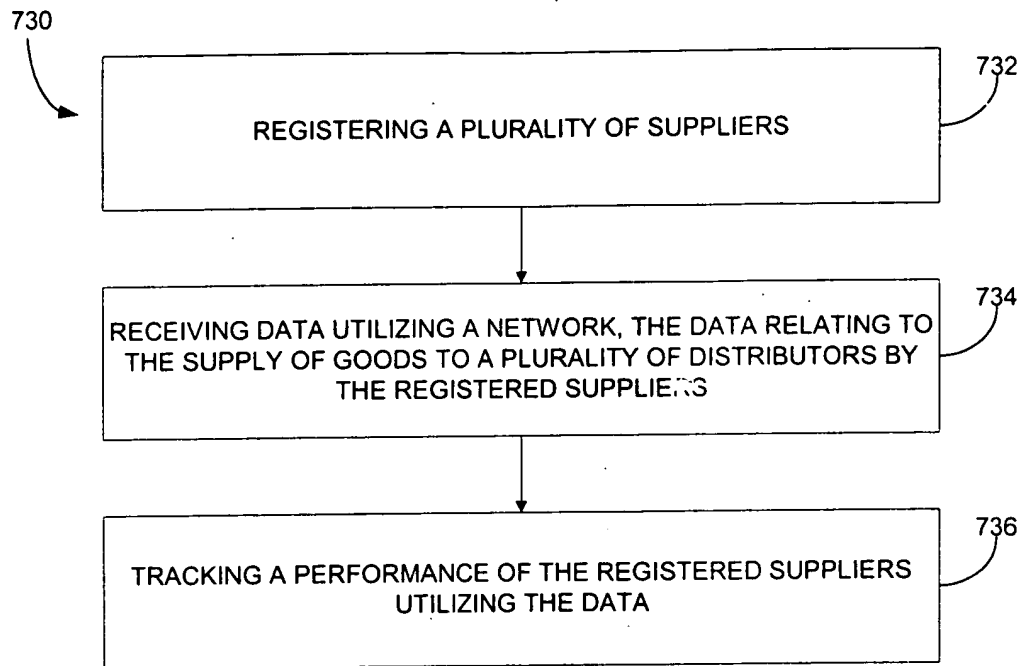 730
732
REGISTERING A PLURALITY OF SUPPLIERS
734
RECEIVING DATA UTILIZING A NETWORK, THE DATA RELATING TO
THE SUPPLY OF GOODS TO A PLURALITY OF DISTRIBUTORS BY
THE REGISTERED SUPPLIERS
736
TRACKING A PERFORMANCE OF THE REGISTERED SUPPLIERS
UTILIZING THE DATA